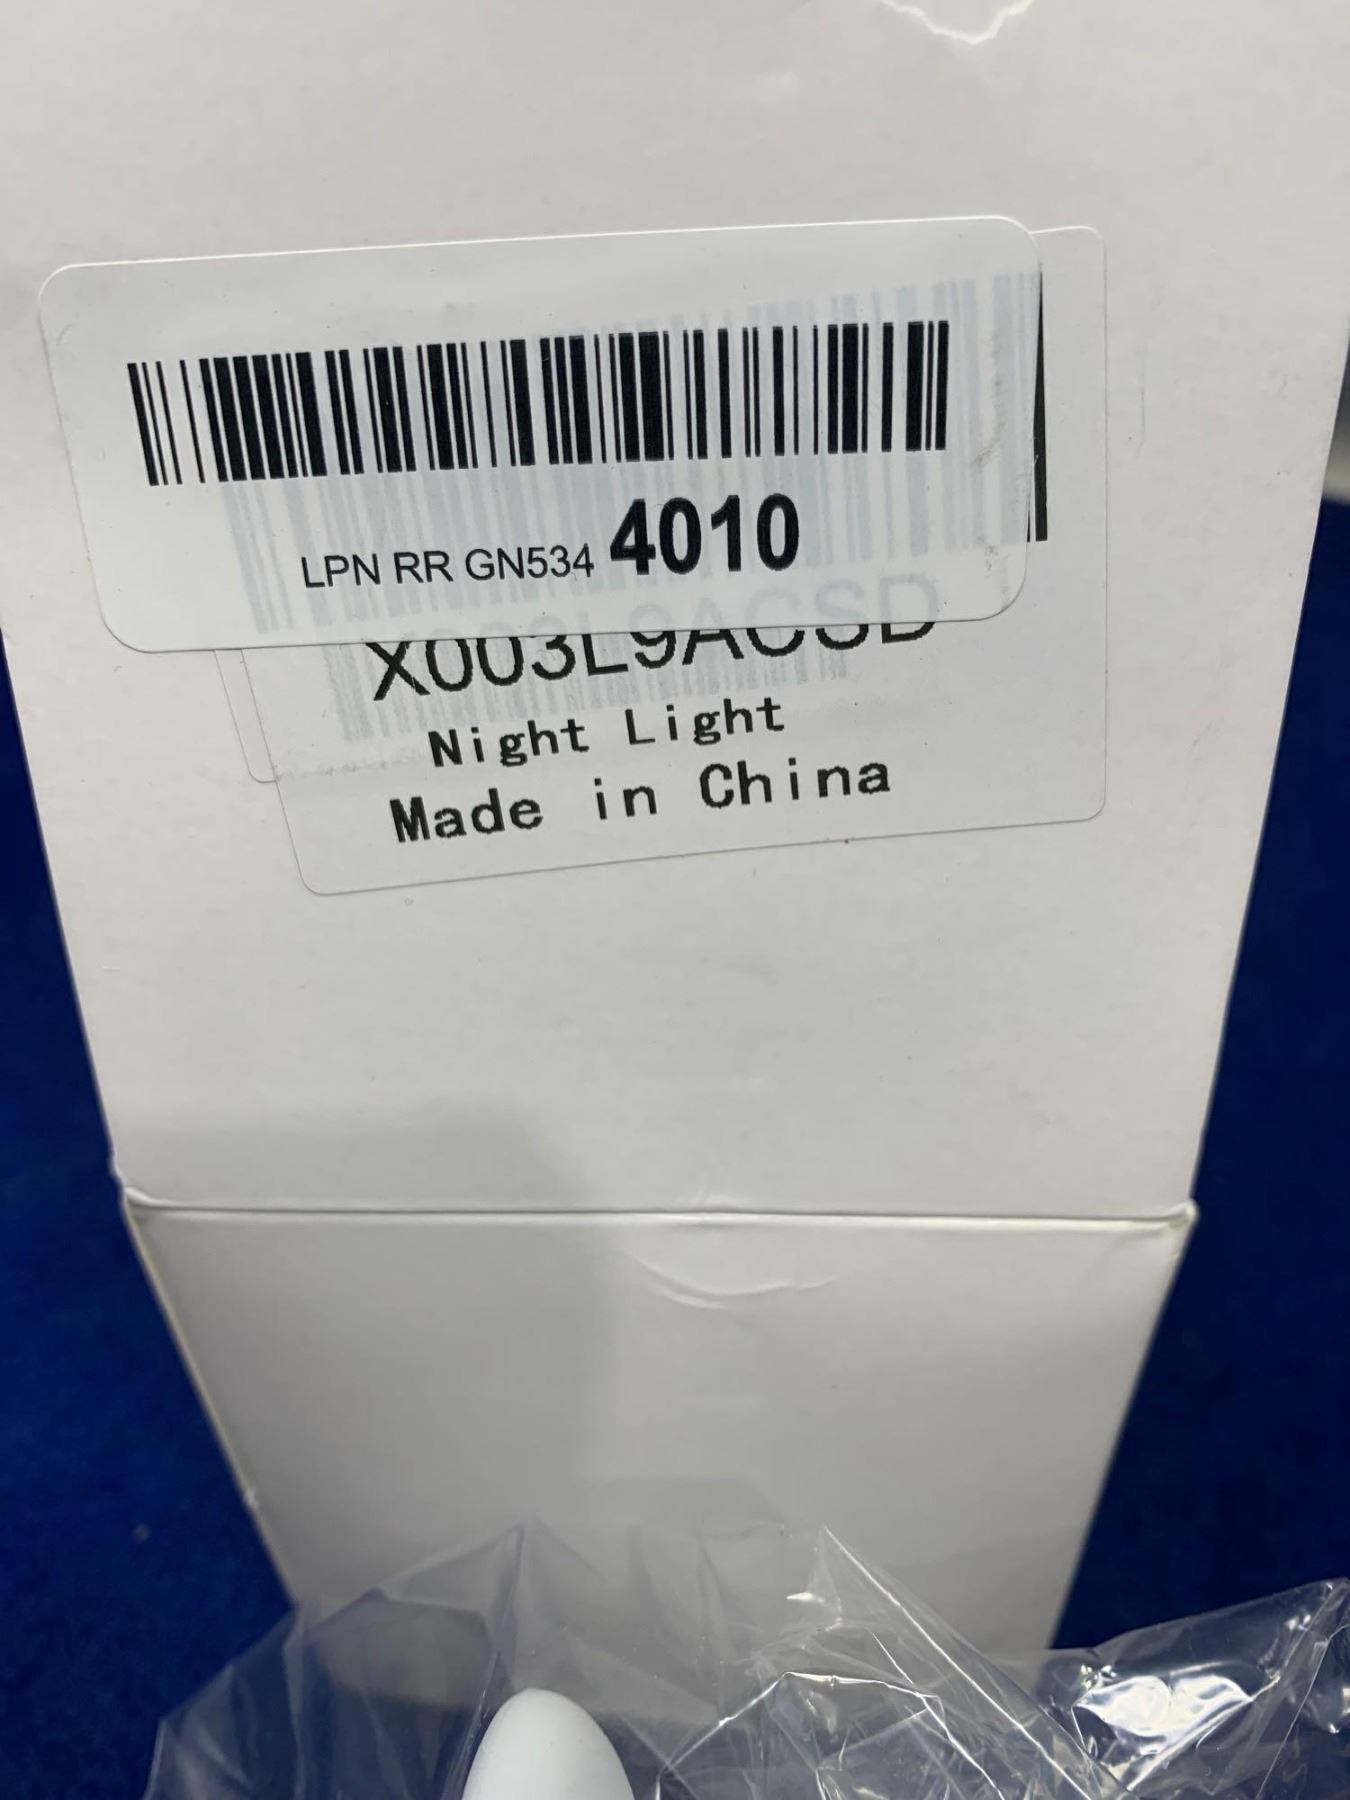 LPN RR GN534 4010
X003L9ACSD
Night Light
Made in China